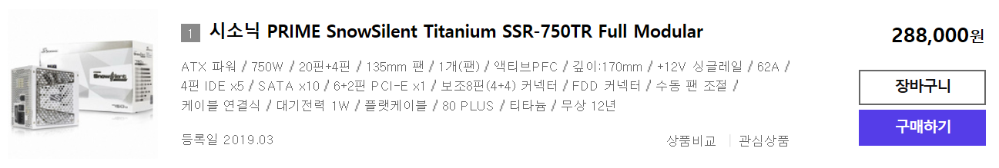 1 시소닉 PRIME SnowSilent Titanium SSR-750TR Full Modular
288,000원
ATX 파워 / 750W / 20핀+4핀 / 135mm 팬 / 1개(팬) / 액티브PFC / 깊이:170mm / +12V 싱글레일 / 62A /
4핀 IDE x5 / SATA x10 / 6+2핀 PCI-E x1 / 보조8핀(4+4) 커넥터 / FDD 커넥터 / 수동 팬 조절 /
케이블 연결식 / 대기전력 1W / 플랫케이블 / 80 PLUS / 티타늄 / 무상 12년
장바구니
구매하기
등록일 2019.03
상품비교 | 관심상품